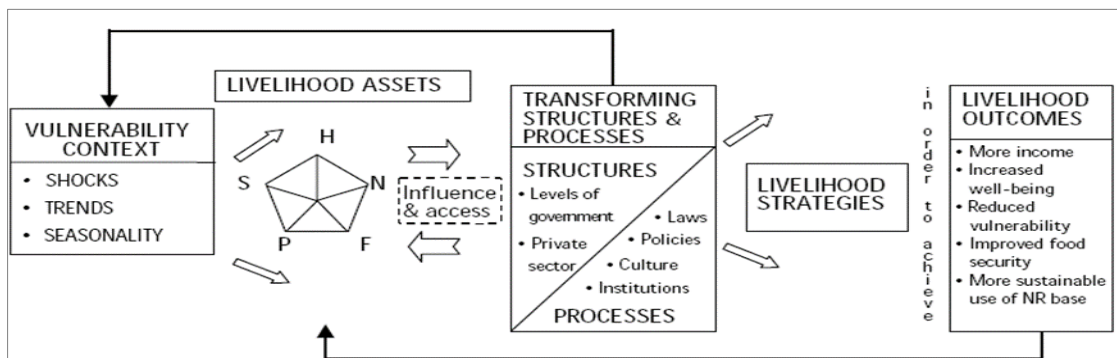 VULNERABILITY
CONTEXT
• SHOCKS
• TRENDS
• SEASONALITY
LIVELIHOOD ASSETS
H
S
N
P
F
Influence
& access
TRANSFORMING
STRUCTURES &
PROCESSES
STRUCTURES
• Levels of
government
• Private
sector
• Laws
• Policies
• Culture
• Institutions
PROCESSES
LIVELIHOOD
STRATEGIES
in order to achieve
LIVELIHOOD
OUTCOMES
• More income
• Increased
well-being
• Reduced
vulnerability
• Improved food
security
• More sustainable
use of NR base